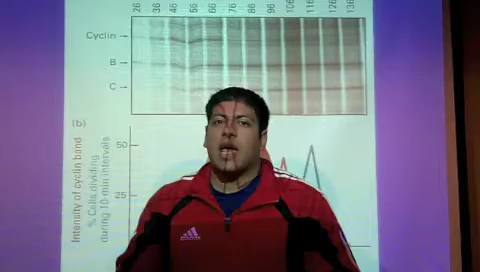 26 36 46 56 66 76 86 96 106 116 126 136
Cyclin
B
C
(b)
50
25
Intensity of cyclin band
% Cells dividing
during 10-min intervals
adidas